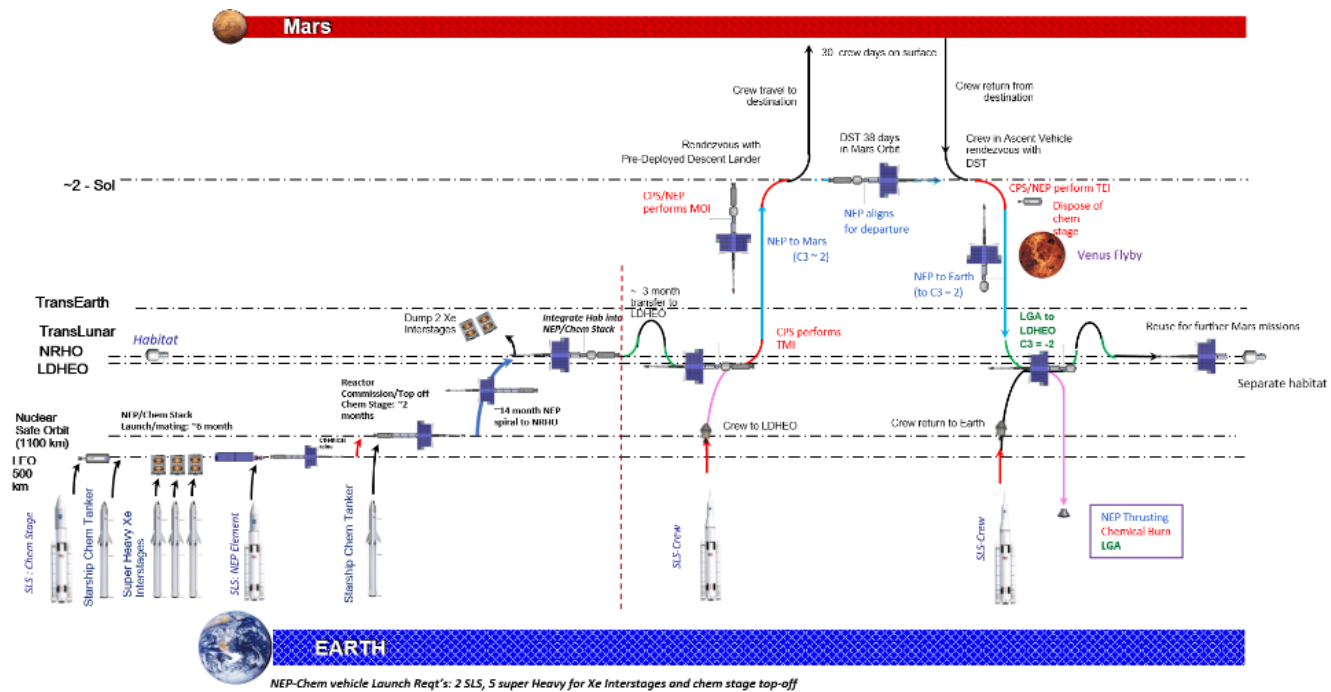 Mars
30 crew days on surface
Crew travel to
destination
Crew return from
destination
Rendezvous with
Pre-Deployed Descent Lander
DST 38 days
in Mars Orbit
Crew in Ascent Vehicle
rendezvous with
DST
~2 - Sol
CPS/NEP
performs MOI
NEP aligns
for departure
CPS/NEP perform TEI
Dispose of
chem
stage
NEP to Mars
(C3 ~ 2)
Venus Flyby
NEP to Earth
(to C3 ~ 2)
TransEarth
~ 3 month
transfer to
LDHEO
Dump 2 Xe
Interstages
Integrate Hab into
NEP/Chem Stack
LGA to
LDHEO
C3 = -2
TransLunar
Habitat
CPS performs
TMI
Reuse for further Mars missions
NRHO
LDHEO
Separate habitat
Reactor
Commission/Top off
Chem Stage: ~2
months
NEP/Chem Stack
Launch/mating: ~6 month
~14 month NEP
spiral to NRHO
Nuclear
Safe Orbit
(1100 km)
Crew to LDHEO
Crew return to Earth
LEO
500
km
SLS: Chem Stage
Starship Chem Tanker
Super Heavy Xe
Interstages
SLS: NEP Element
Starship Chem Tanker
SLS-Crew
SLS-Crew
NEP Thrusting
Chemical Burn
LGA
EARTH
NEP-Chem vehicle Launch Reqt's: 2 SLS, 5 super Heavy for Xe Interstages and chem stage top-off